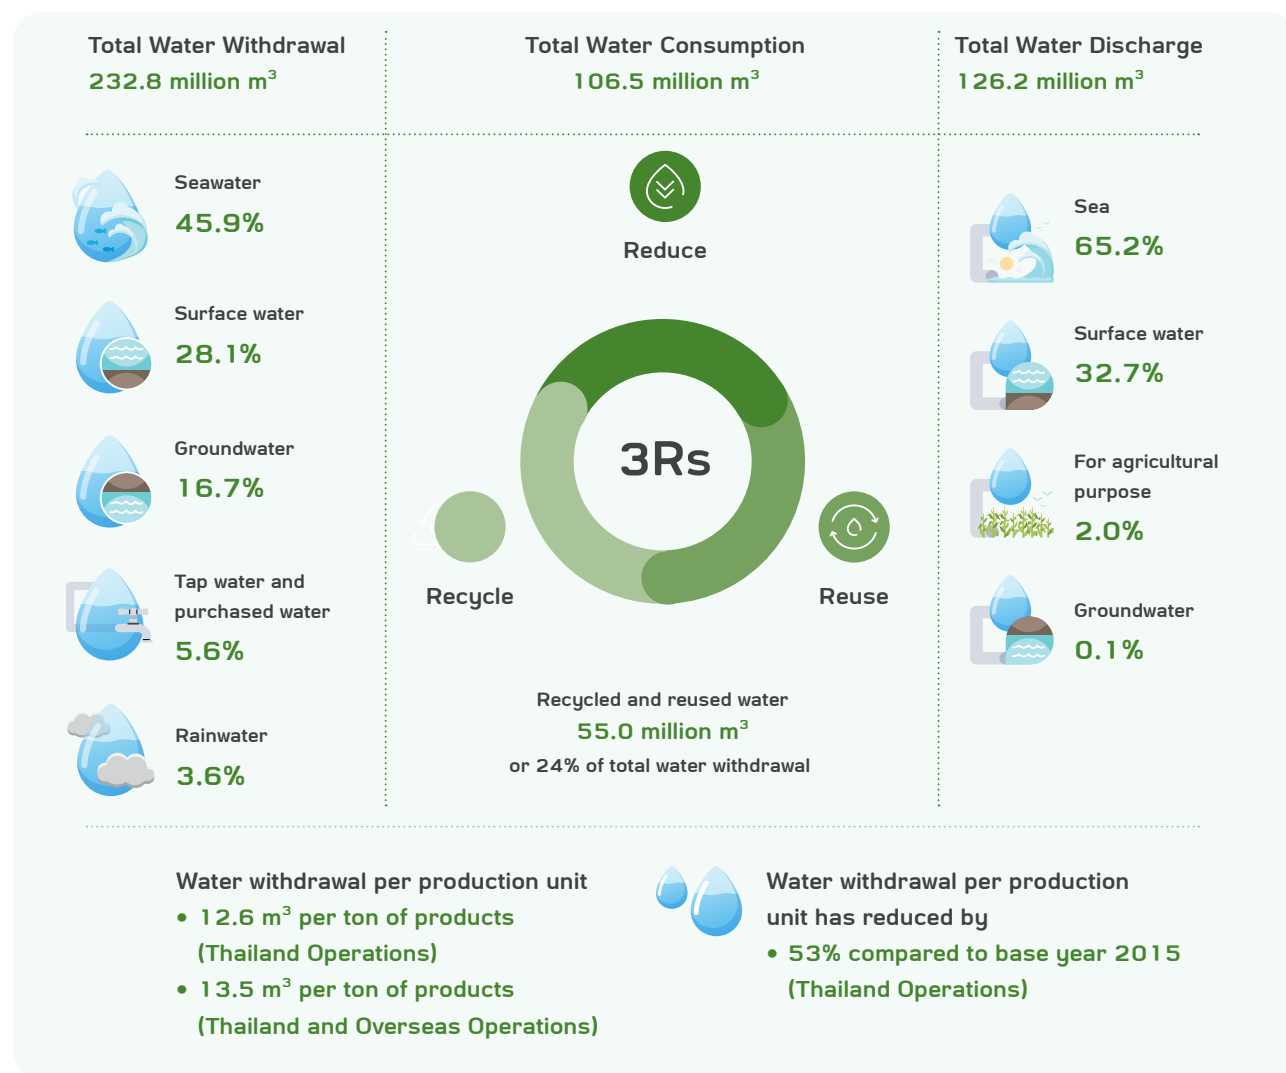 Total Water Withdrawal
232.8 million m³
Total Water Consumption
106.5 million m³
Total Water Discharge
126.2 million m³
Seawater
45.9%
Surface water
28.1%
Groundwater
16.7%
Tap water and
purchased water
5.6%
Rainwater
3.6%
Reduce
3Rs
Recycle
Reuse
Recycled and reused water
55.0 million m³
or 24% of total water withdrawal
Sea
65.2%
Surface water
32.7%
For agricultural
purpose
2.0%
Groundwater
0.1%
Water withdrawal per production unit
• 12.6 m³ per ton of products
(Thailand Operations)
• 13.5 m³ per ton of products
(Thailand and Overseas Operations)
Water withdrawal per production
unit has reduced by
• 53% compared to base year 2015
(Thailand Operations)